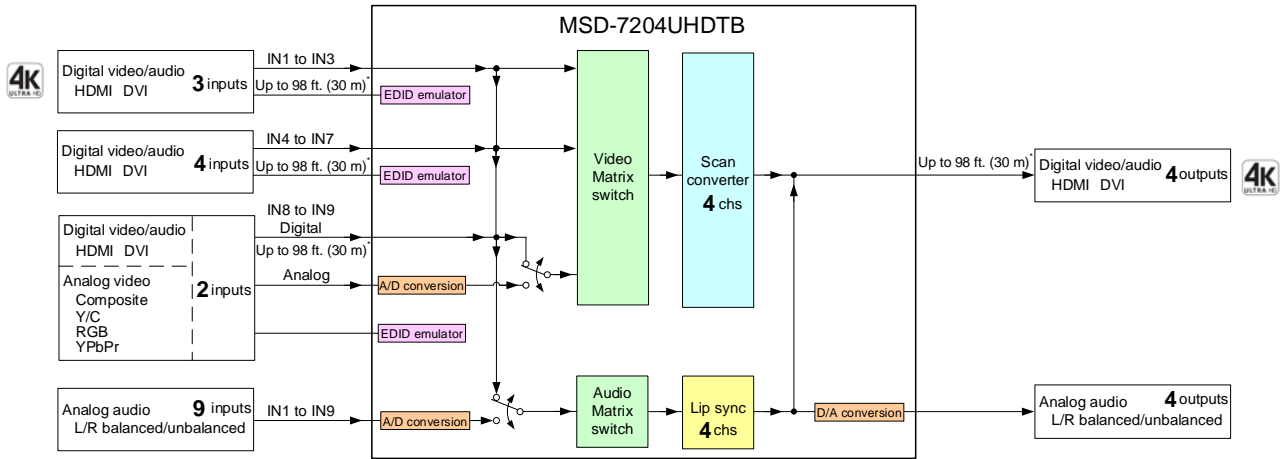 MSD-7204UHDTB
4K
ULTRA HD
Digital video/audio
HDMI DVI
3 inputs
IN1 to IN3
Up to 98 ft. (30 m)*
EDID emulator
Digital video/audio
HDMI DVI
4 inputs
IN4 to IN7
Up to 98 ft. (30 m)*
EDID emulator
Digital video/audio
HDMI DVI
Analog video
Composite
Y/C
RGB
YPbPr
2 inputs
IN8 to IN9
Digital
Up to 98 ft. (30 m)*
Analog
A/D conversion
EDID emulator
Analog audio
9 inputs
L/R balanced/unbalanced
IN1 to IN9
A/D conversion
Video
Matrix
switch
Scan
converter
4 chs
Audio
Matrix
switch
Lip sync
4 chs
D/A conversion
Up to 98 ft. (30 m)*
Digital video/audio
HDMI DVI
4 outputs
4K
ULTRA HD
Analog audio
4 outputs
L/R balanced/unbalanced